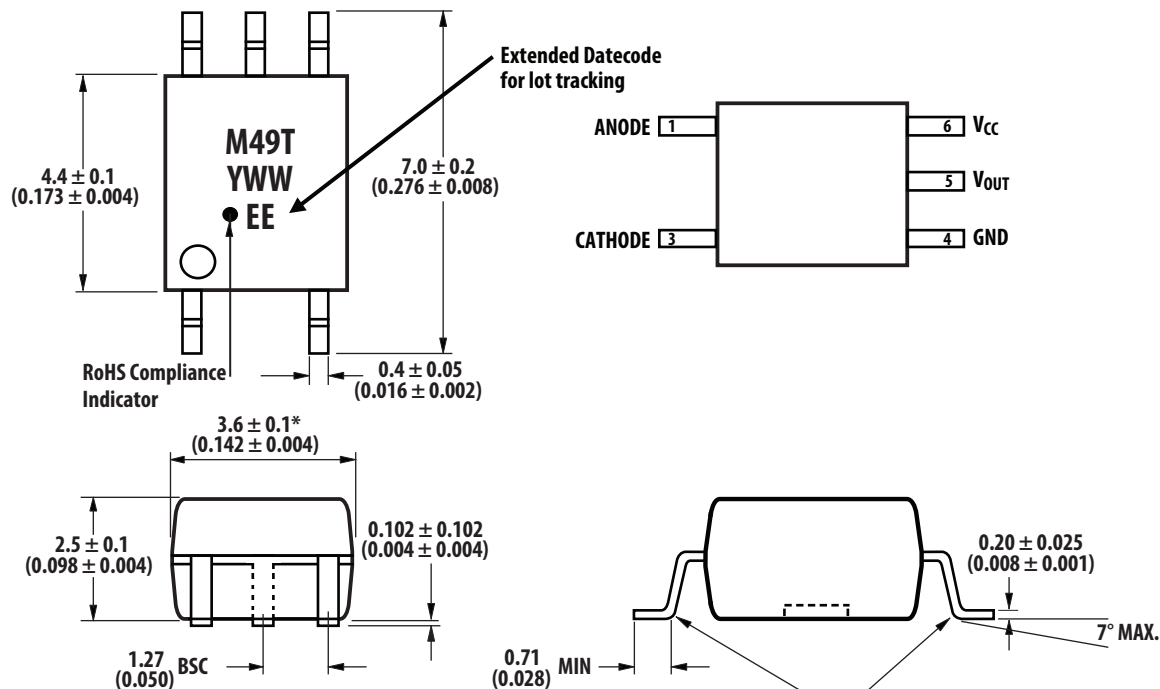 Extended Datecode
for lot tracking
M49T
YWW
EE
4.4 ± 0.1
(0.173 ± 0.004)
7.0 ± 0.2
(0.276 ± 0.008)
RoHS Compliance
Indicator
0.4 ± 0.05
(0.016 ± 0.002)
ANODE 1
6 VCC
5 VOUT
CATHODE 3
4 GND
3.6 ± 0.1*
(0.142 ± 0.004)
2.5 ± 0.1
(0.098 ± 0.004)
0.102 ± 0.102
(0.004 ± 0.004)
1.27
(0.050) BSC
0.20 ± 0.025
(0.008 ± 0.001)
7° MAX.
0.71
(0.028) MIN